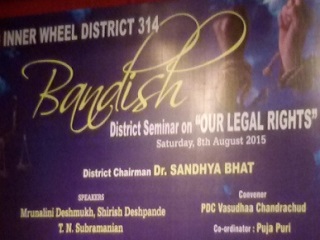 INNER WHEEL DISTRICT 314
Bandish
District Seminar on "OUR LEGAL RIGHTS"
Saturday, 8th August 2015
District Chairman Dr. SANDHYA BHAT
SPEAKERS
Mrunalini Deshmukh, Shirish Deshpande
T. N. Subramanian
Convenor
PDC Vasudhaa Chandrachud
Co-ordinator : Puja Puri